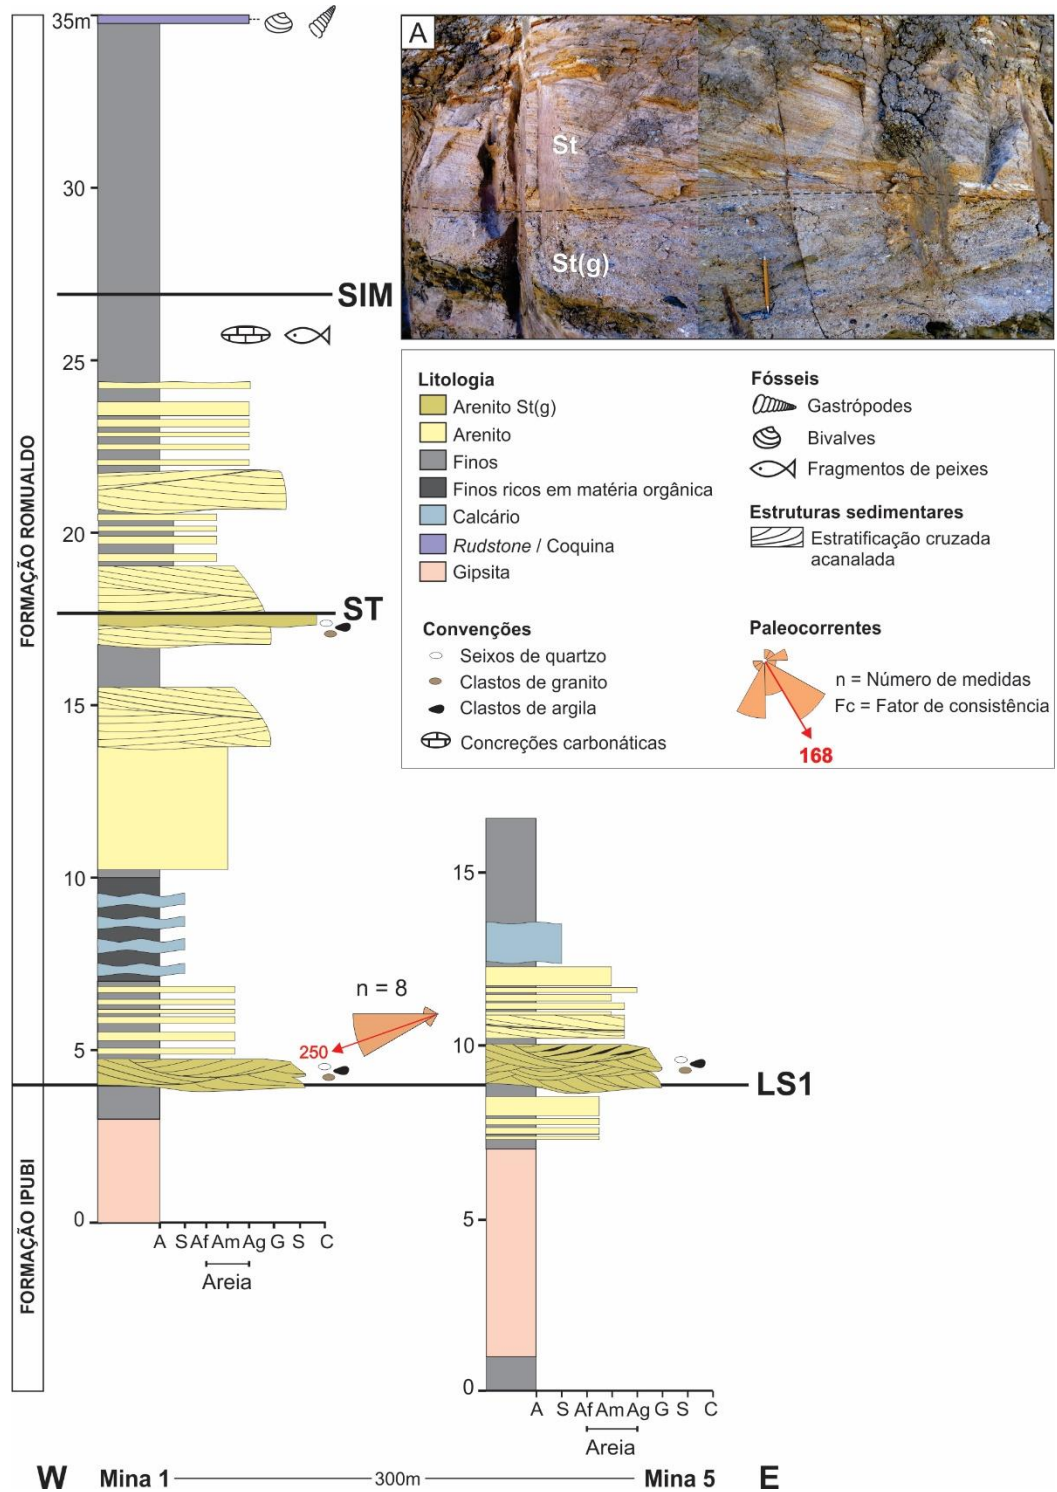 FORMAÇÃO ROMUALDO
FORMAÇÃO IPUBI
35m
30
25
20
15
10
5
0
SIM
ST
n = 8
250
A S Af Am Ag G S C
Areia
A
St
St(g)
Litologia
Arenito St(g)
Arenito
Finos
Finos ricos em matéria orgânica
Calcário
Rudstone / Coquina
Gipsita
Convenções
Seixos de quartzo
Clastos de granito
Clastos de argila
Concreções carbonáticas
Fósseis
Gastrópodes
Bivalves
Fragmentos de peixes
Estruturas sedimentares
Estratificação cruzada
acanalada
Paleocorrentes
n = Número de medidas
Fc = Fator de consistência
168
15
10
5
0
LS1
A S Af Am Ag G S C
Areia
W Mina 1 300m Mina 5 E